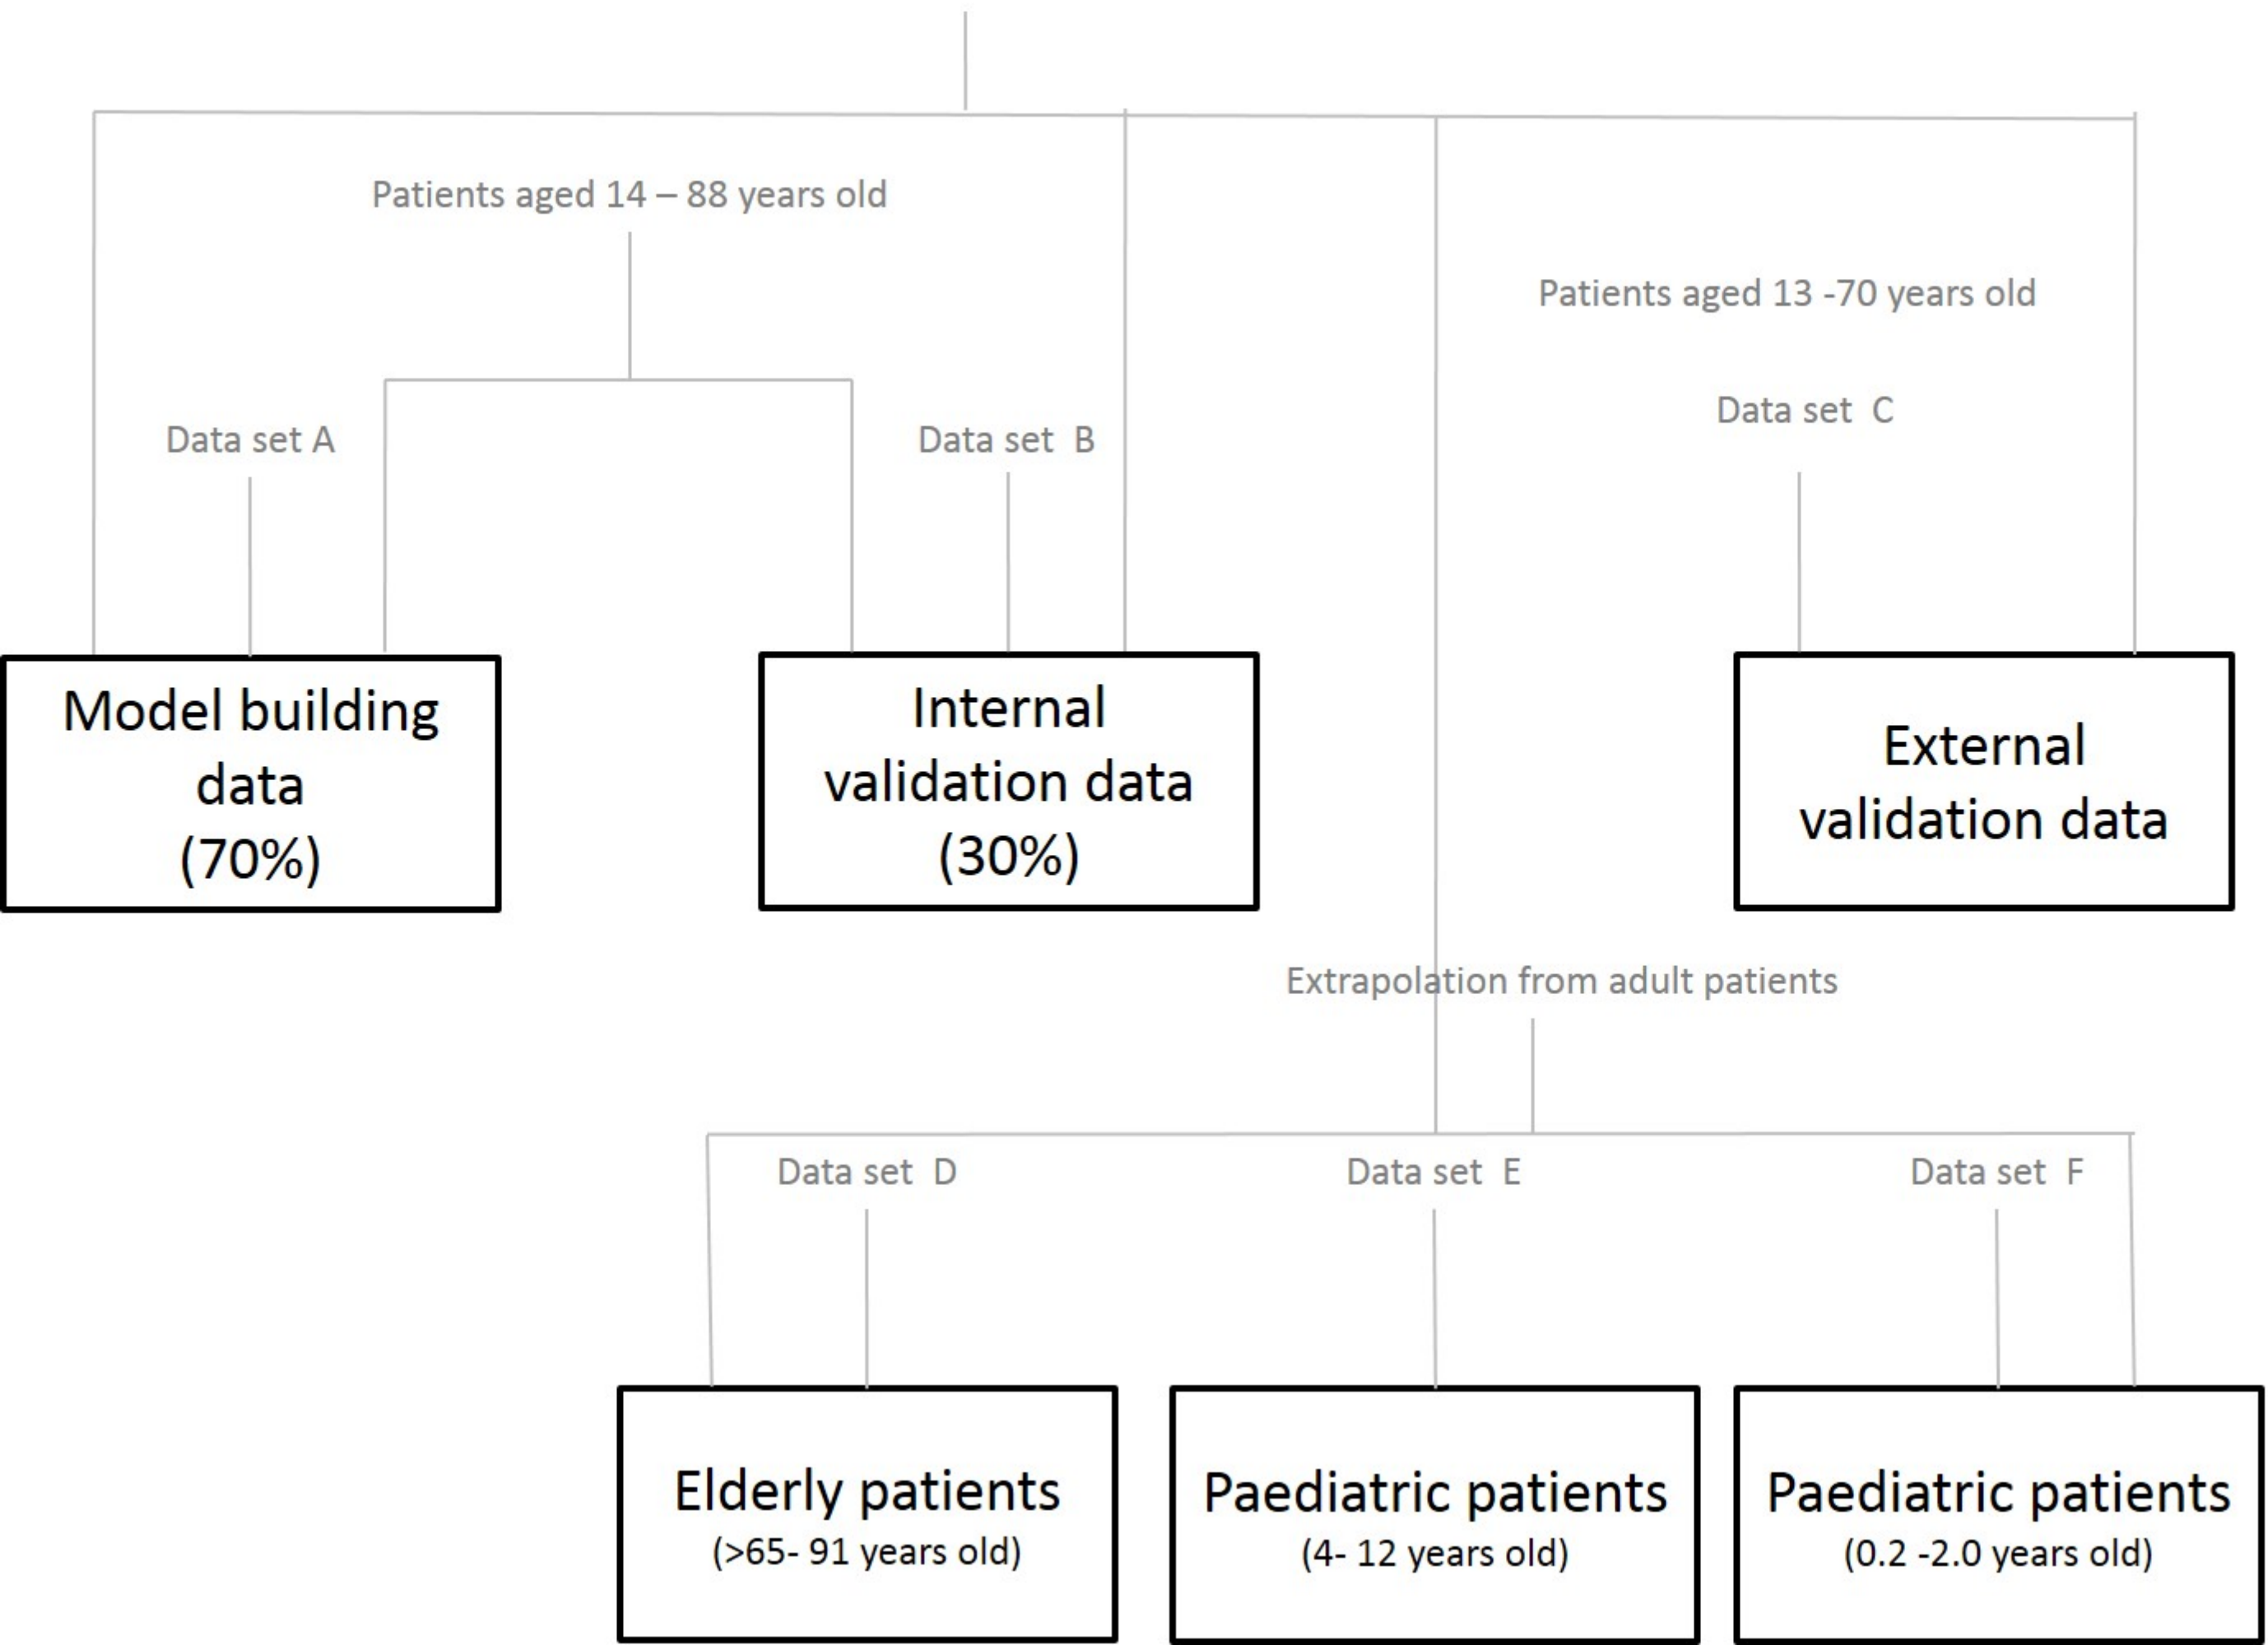 Patients aged 14 – 88 years old
Patients aged 13 -70 years old
Data set A
Data set B
Data set C
Model building
data
(70%)
Internal
validation data
(30%)
External
validation data
Extrapolation from adult patients
Data set D
Data set E
Data set F
Elderly patients
(>65- 91 years old)
Paediatric patients
(4- 12 years old)
Paediatric patients
(0.2 -2.0 years old)